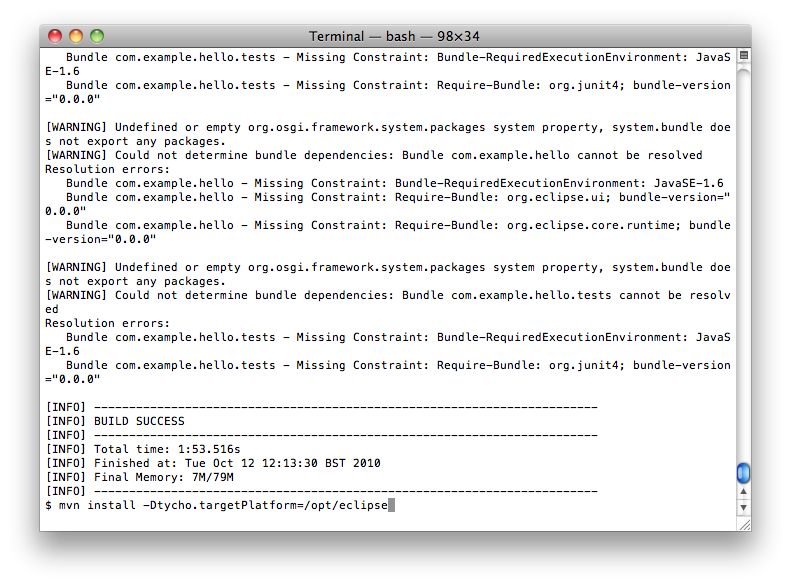 Terminal — bash — 98×34
   Bundle com.example.hello.tests - Missing Constraint: Bundle-RequiredExecutionEnvironment: JavaS
E-1.6
   Bundle com.example.hello.tests - Missing Constraint: Require-Bundle: org.junit4; bundle-version
="0.0.0"

[WARNING] Undefined or empty org.osgi.framework.system.packages system property, system.bundle doe
s not export any packages.
[WARNING] Could not determine bundle dependencies: Bundle com.example.hello cannot be resolved
Resolution errors:
   Bundle com.example.hello - Missing Constraint: Bundle-RequiredExecutionEnvironment: JavaSE-1.6
   Bundle com.example.hello - Missing Constraint: Require-Bundle: org.eclipse.ui; bundle-version="
0.0.0"
   Bundle com.example.hello - Missing Constraint: Require-Bundle: org.eclipse.core.runtime; bundle
-version="0.0.0"

[WARNING] Undefined or empty org.osgi.framework.system.packages system property, system.bundle doe
s not export any packages.
[WARNING] Could not determine bundle dependencies: Bundle com.example.hello.tests cannot be resolv
ed
Resolution errors:
   Bundle com.example.hello.tests - Missing Constraint: Bundle-RequiredExecutionEnvironment: JavaS
E-1.6
   Bundle com.example.hello.tests - Missing Constraint: Require-Bundle: org.junit4; bundle-version
="0.0.0"

[INFO] ------------------------------------------------------------------------
[INFO] BUILD SUCCESS
[INFO] ------------------------------------------------------------------------
[INFO] Total time: 1:53.516s
[INFO] Finished at: Tue Oct 12 12:13:30 BST 2010
[INFO] Final Memory: 7M/79M
[INFO] ------------------------------------------------------------------------
$ mvn install -Dtycho.targetPlatform=/opt/eclipse